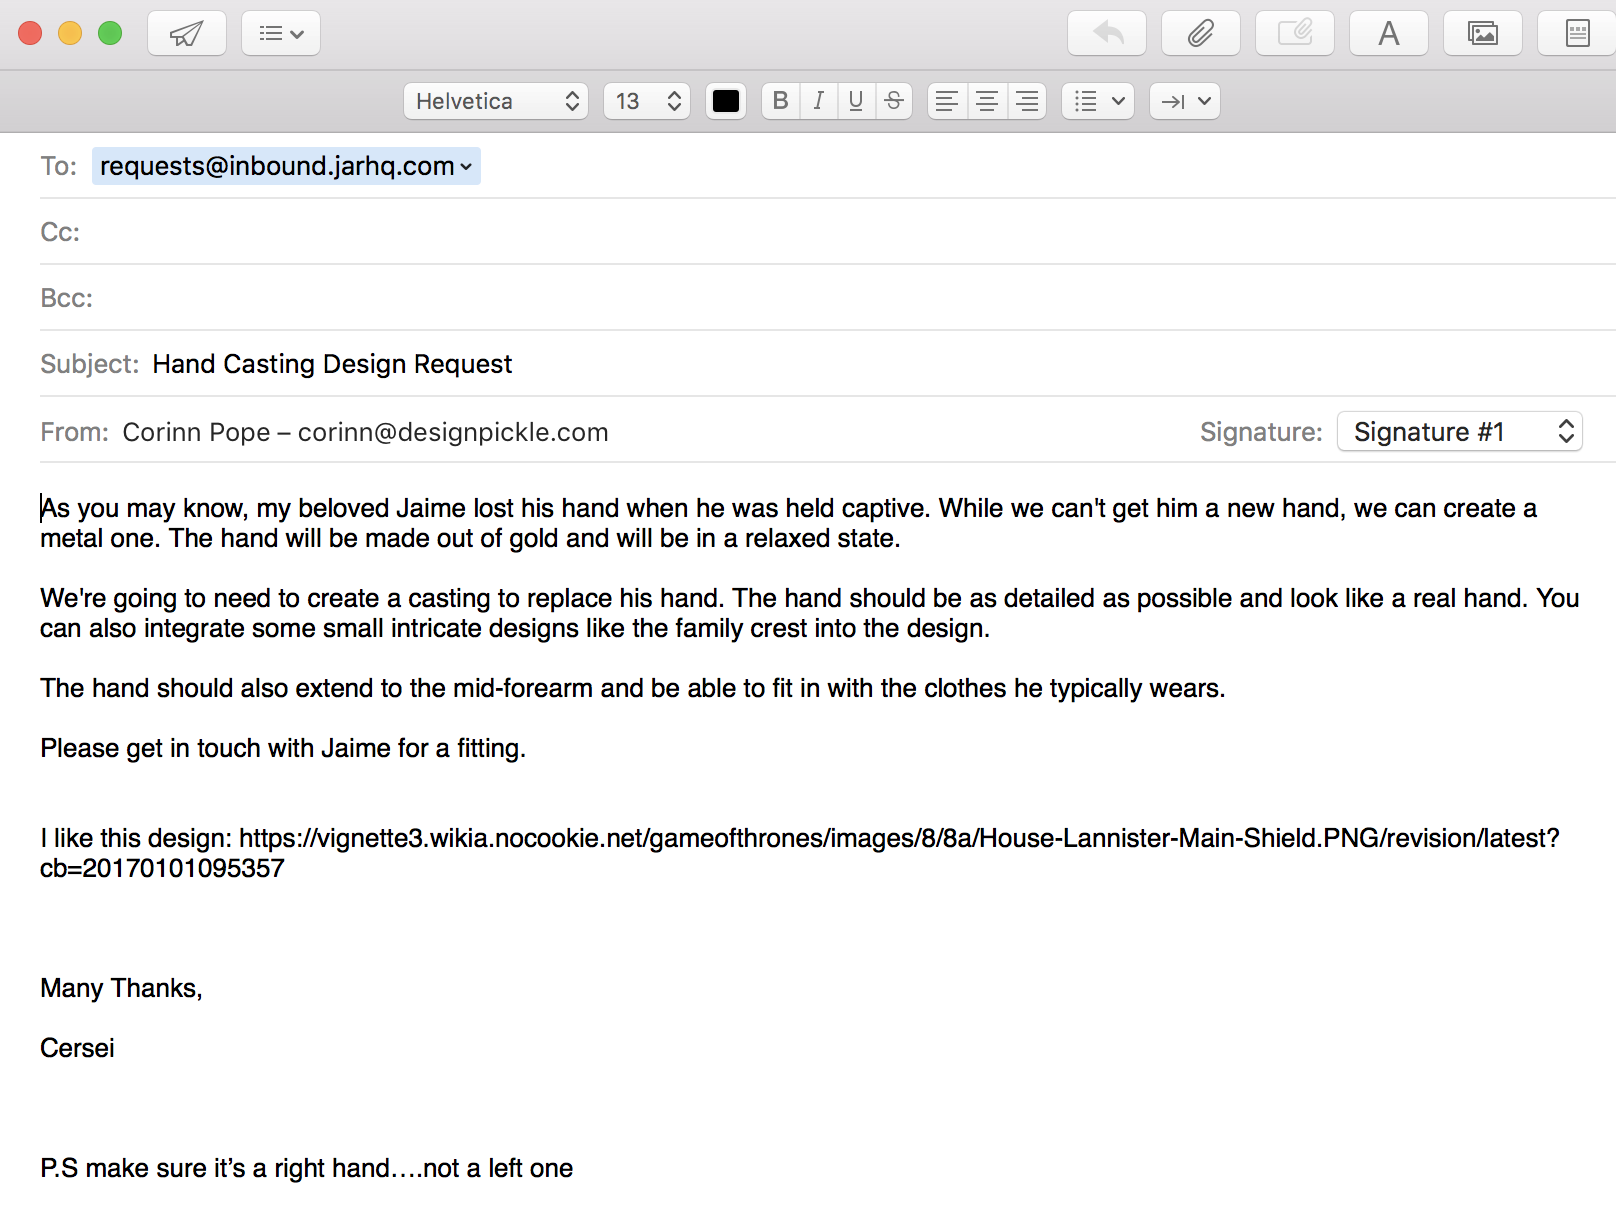 Helvetica 13 B I U S
To: requests@inbound.jarhq.com
Cc:
Bcc:
Subject: Hand Casting Design Request
From: Corinn Pope – corinn@designpickle.com Signature: Signature #1
As you may know, my beloved Jaime lost his hand when he was held captive. While we can't get him a new hand, we can create a
metal one. The hand will be made out of gold and will be in a relaxed state.
We're going to need to create a casting to replace his hand. The hand should be as detailed as possible and look like a real hand. You
can also integrate some small intricate designs like the family crest into the design.
The hand should also extend to the mid-forearm and be able to fit in with the clothes he typically wears.
Please get in touch with Jaime for a fitting.
I like this design: https://vignette3.wikia.nocookie.net/gameofthrones/images/8/8a/House-Lannister-Main-Shield.PNG/revision/latest?
cb=20170101095357
Many Thanks,
Cersei
P.S make sure it’s a right hand….not a left one